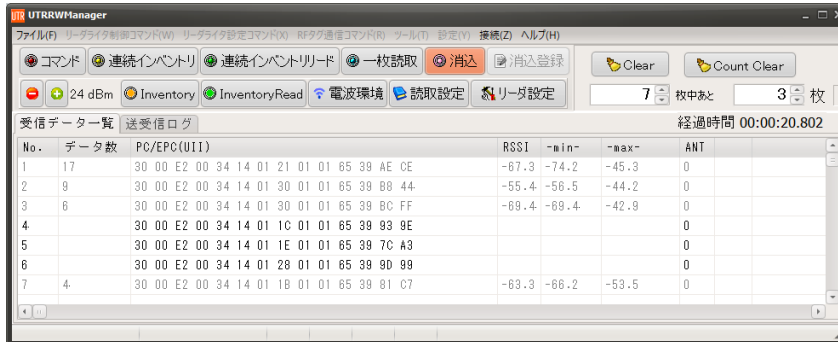 UTR UTRRWManager
ファイル(F) リーダライタ制御コマンド(W) リーダライタ設定コマンド(X) RFタグ通信コマンド(R) ツール(T) 設定(Y) 接続(Z) ヘルプ(H)
コマンド 連続インベントリ 連続インベントリリード 一枚読取 消込 消込登録 Clear Count Clear
24 dBm Inventory InventoryRead 電波環境 読取設定 リーダ設定 7 枚中あと 3 枚
受信データ一覧 送受信ログ 経過時間 00:00:20.802
No. データ数 PC/EPC(UII) RSSI -min- -max- ANT
1 17 30 00 E2 00 34 14 01 21 01 01 65 39 AE CE -67.3 -74.2 -45.3 0
2 9 30 00 E2 00 34 14 01 30 01 01 65 39 B8 44 -55.4 -56.5 -44.2 0
3 6 30 00 E2 00 34 14 01 30 01 01 65 39 BC FF -69.4 -69.4 -42.9 0
4 30 00 E2 00 34 14 01 1C 01 01 65 39 93 9E 0
5 30 00 E2 00 34 14 01 1E 01 01 65 39 7C A3 0
6 30 00 E2 00 34 14 01 28 01 01 65 39 9D 99 0
7 4 30 00 E2 00 34 14 01 1B 01 01 65 39 81 C7 -63.3 -66.2 -53.5 0